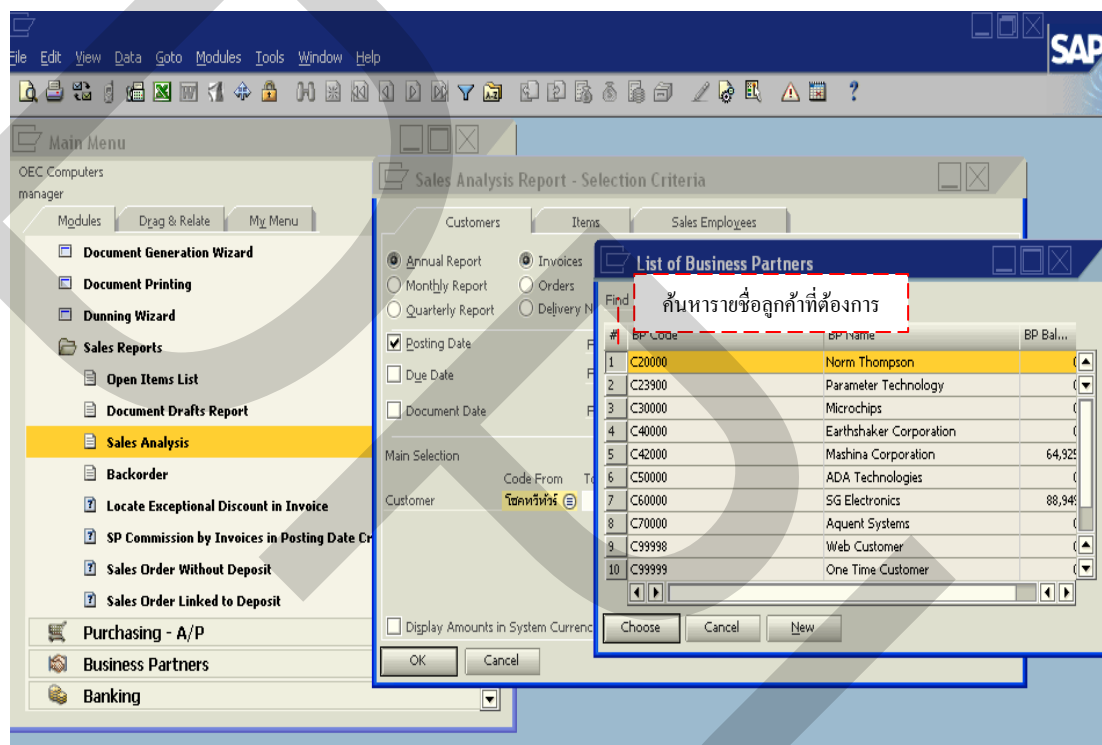 SAP
File Edit View Data Goto Modules Tools Window Help
Main Menu
OEC Computers
manager
Modules Drag & Relate My Menu
Document Generation Wizard
Document Printing
Dunning Wizard
Sales Reports
Open Items List
Document Drafts Report
Sales Analysis
Backorder
Locate Exceptional Discount in Invoice
SP Commission by Invoices in Posting Date Cr
Sales Order Without Deposit
Sales Order Linked to Deposit
Purchasing - A/P
Business Partners
Banking
Sales Analysis Report - Selection Criteria
Customers Items Sales Employees
Annual Report Invoices
Monthly Report Orders
Quarterly Report Delivery N
Posting Date F
Due Date F
Document Date F
Main Selection
Code From To
Customer โชคทวีทัวร์
Display Amounts in System Currenc
OK Cancel
List of Business Partners
Find
ค้นหารายชื่อลูกค้าที่ต้องการ
# BP Code BP Name BP Bal...
1 C20000 Norm Thompson
2 C23900 Parameter Technology
3 C30000 Microchips
4 C40000 Earthshaker Corporation
5 C42000 Mashina Corporation 64,925
6 C50000 ADA Technologies
7 C60000 SG Electronics 88,949
8 C70000 Aquent Systems
9 C99998 Web Customer
10 C99999 One Time Customer
Choose Cancel New